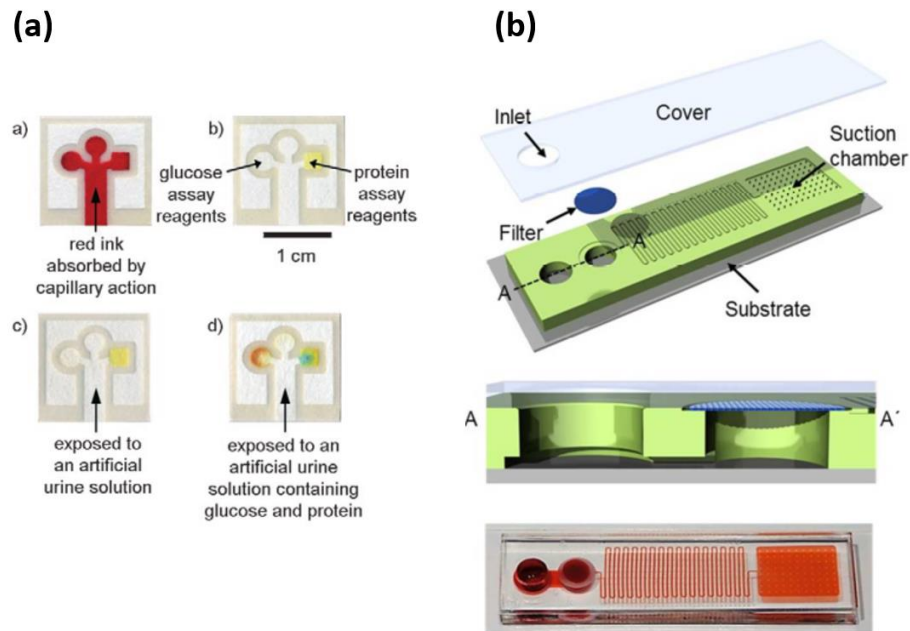 (a)
a)
b)
glucose
assay
reagents
protein
assay
reagents
red ink
absorbed by
capillary action
1 cm
c)
d)
exposed to
an artificial
urine solution
exposed to an
artificial urine
solution containing
glucose and protein
(b)
Cover
Inlet
Suction
chamber
Filter
A
A
Substrate
A
A´